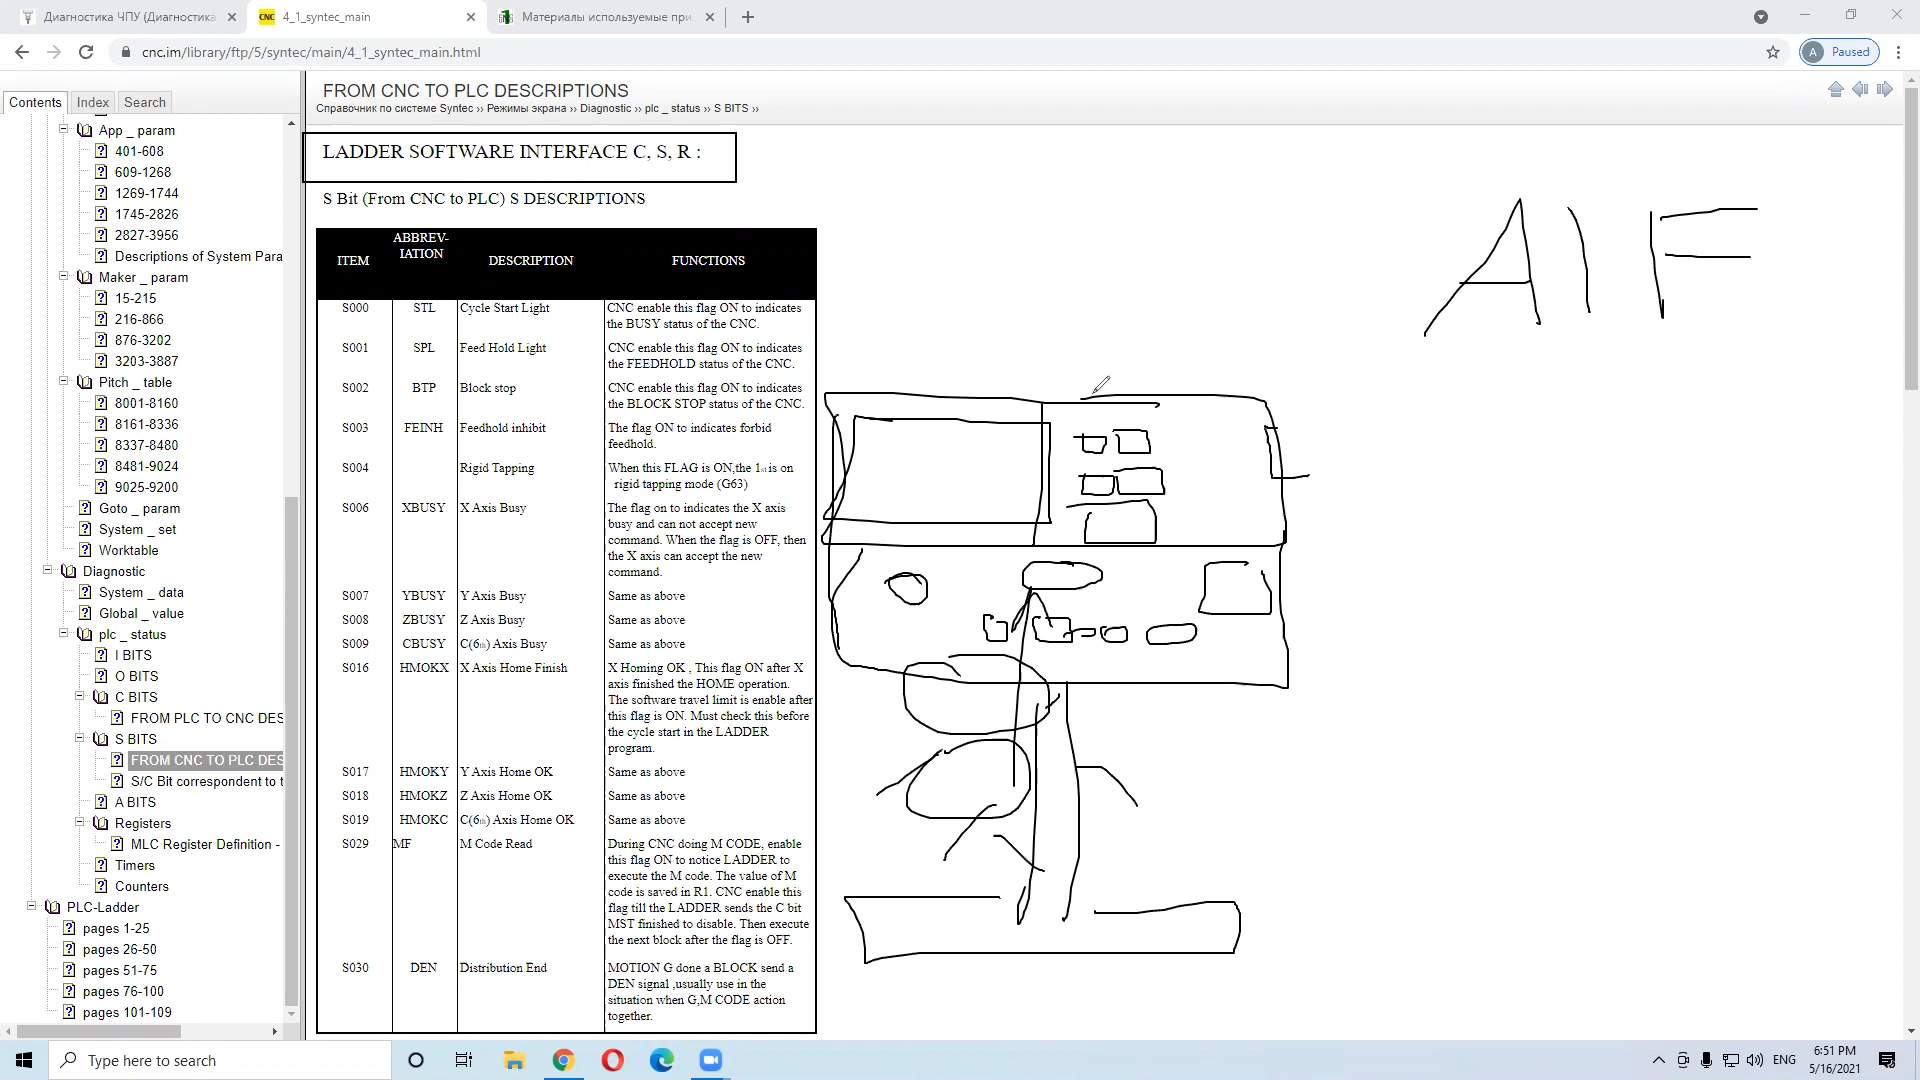 Диагностика ЧПУ (Диагностика
CNC 4_1_syntec_main
Материалы используемые при
cnc.im/library/ftp/5/syntec/main/4_1_syntec_main.html
A Paused
Contents Index Search
App _ param
401-608
609-1268
1269-1744
1745-2826
2827-3956
Descriptions of System Para
Maker _ param
15-215
216-866
876-3202
3203-3887
Pitch _ table
8001-8160
8161-8336
8337-8480
8481-9024
9025-9200
Goto _ param
System _ set
Worktable
Diagnostic
System _ data
Global _ value
plc _ status
I BITS
O BITS
C BITS
FROM PLC TO CNC DES
S BITS
FROM CNC TO PLC DES
S/C Bit correspondent to t
A BITS
Registers
MLC Register Definition -
Timers
Counters
PLC-Ladder
pages 1-25
pages 26-50
pages 51-75
pages 76-100
pages 101-109
FROM CNC TO PLC DESCRIPTIONS
Справочник по системе Syntec ›› Режимы экрана ›› Diagnostic ›› plc _ status ›› S BITS ››
LADDER SOFTWARE INTERFACE C, S, R :
S Bit (From CNC to PLC) S DESCRIPTIONS
ITEM ABBREV-IATION DESCRIPTION FUNCTIONS
S000 STL Cycle Start Light CNC enable this flag ON to indicates
the BUSY status of the CNC.
S001 SPL Feed Hold Light CNC enable this flag ON to indicates
the FEEDHOLD status of the CNC.
S002 BTP Block stop CNC enable this flag ON to indicates
the BLOCK STOP status of the CNC.
S003 FEINH Feedhold inhibit The flag ON to indicates forbid
feedhold.
S004 Rigid Tapping When this FLAG is ON,the 1st is on
rigid tapping mode (G63)
S006 XBUSY X Axis Busy The flag on to indicates the X axis
busy and can not accept new
command. When the flag is OFF, then
the X axis can accept the new
command.
S007 YBUSY Y Axis Busy Same as above
S008 ZBUSY Z Axis Busy Same as above
S009 CBUSY C(6th) Axis Busy Same as above
S016 HMOKX X Axis Home Finish X Homing OK , This flag ON after X
axis finished the HOME operation.
The software travel limit is enable after
this flag is ON. Must check this before
the cycle start in the LADDER
program.
S017 HMOKY Y Axis Home OK Same as above
S018 HMOKZ Z Axis Home OK Same as above
S019 HMOKC C(6th) Axis Home OK Same as above
S029 MF M Code Read During CNC doing M CODE, enable
this flag ON to notice LADDER to
execute the M code. The value of M
code is saved in R1. CNC enable this
flag till the LADDER sends the C bit
MST finished to disable. Then execute
the next block after the flag is OFF.
S030 DEN Distribution End MOTION G done a BLOCK send a
DEN signal ,usually use in the
situation when G,M CODE action
together.
A I F
Type here to search
ENG
6:51 PM
5/16/2021